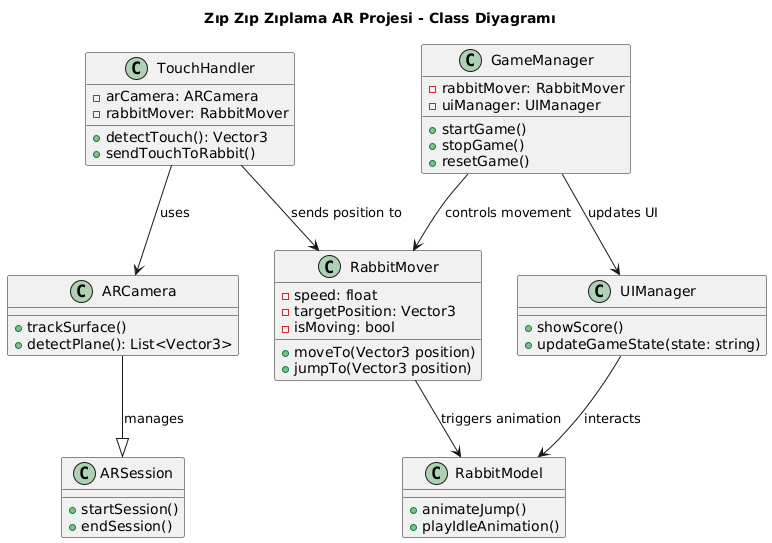 Zıp Zıp Zıplama AR Projesi - Class Diyagramı
C TouchHandler
arCamera: ARCamera
rabbitMover: RabbitMover
detectTouch(): Vector3
sendTouchToRabbit()
C GameManager
rabbitMover: RabbitMover
uiManager: UIManager
startGame()
stopGame()
resetGame()
uses
sends position to
controls movement
updates UI
C ARCamera
trackSurface()
detectPlane(): List<Vector3>
C RabbitMover
speed: float
targetPosition: Vector3
isMoving: bool
moveTo(Vector3 position)
jumpTo(Vector3 position)
C UIManager
showScore()
updateGameState(state: string)
manages
triggers animation
interacts
C ARSession
startSession()
endSession()
C RabbitModel
animateJump()
playIdleAnimation()